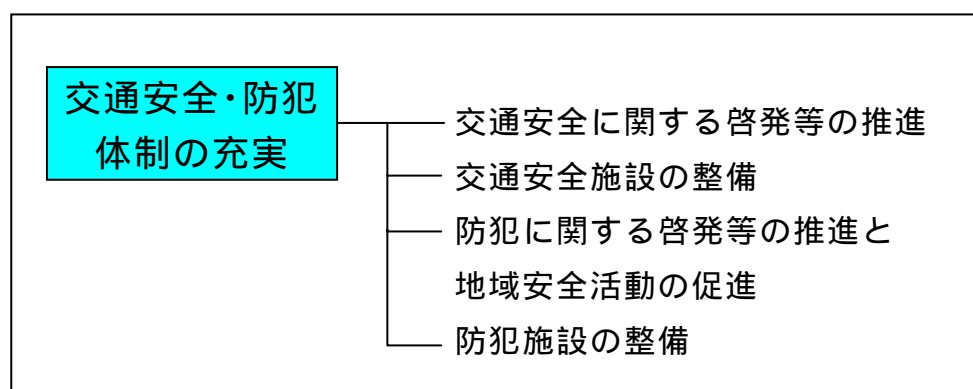 交通安全・防犯
体制の充実
交通安全に関する啓発等の推進
交通安全施設の整備
防犯に関する啓発等の推進と
地域安全活動の促進
防犯施設の整備